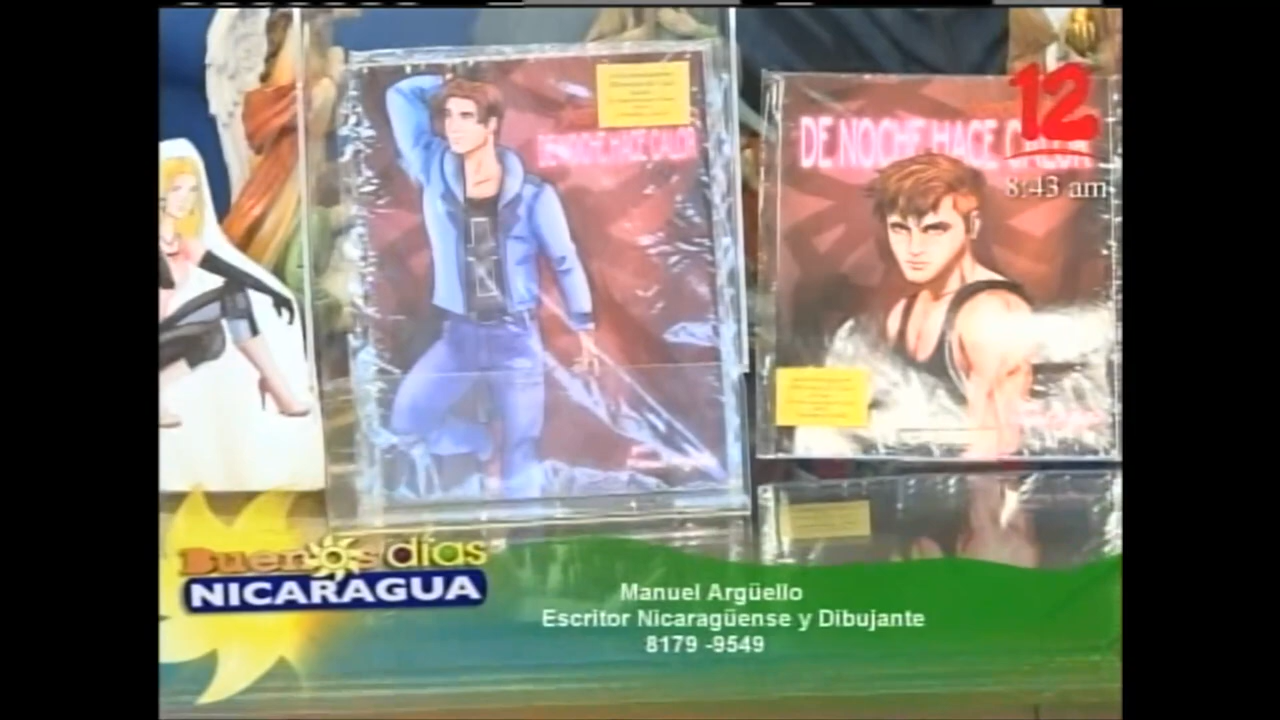 DE NOCHE HACE CALOR
DE NOCHE HACE CALOR
12
8:43 am
Buenos días
NICARAGUA
Manuel Argüello
Escritor Nicaragüense y Dibujante
8179 -9549